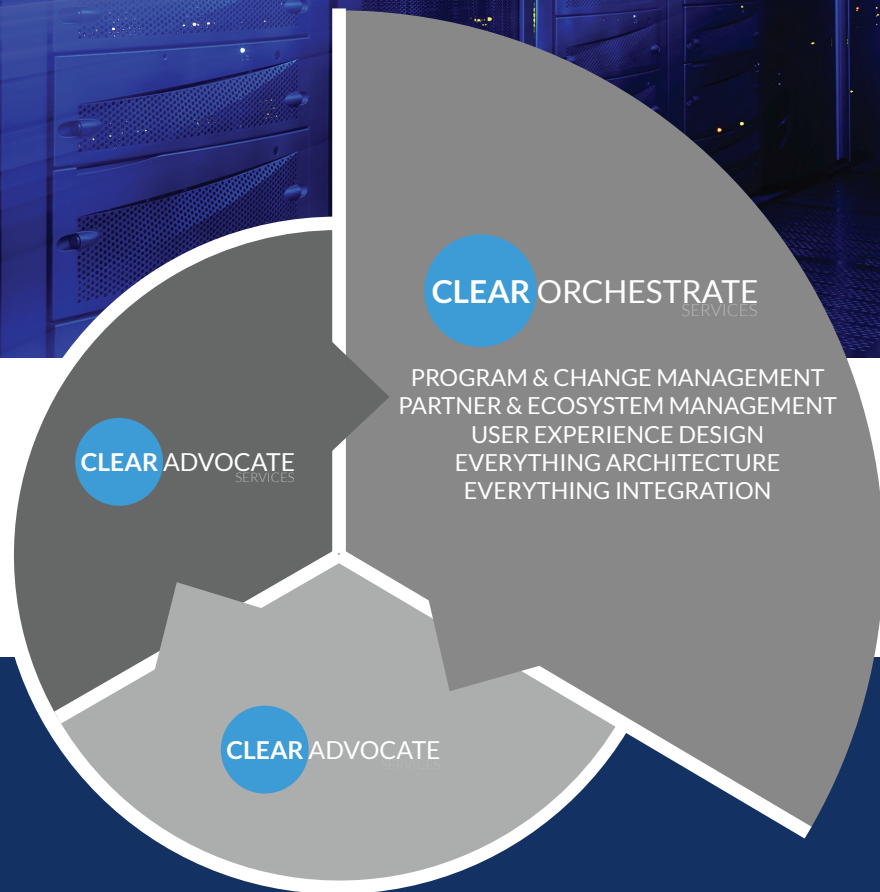 CLEAR ORCHESTRATE
SERVICES
PROGRAM & CHANGE MANAGEMENT
PARTNER & ECOSYSTEM MANAGEMENT
USER EXPERIENCE DESIGN
EVERYTHING ARCHITECTURE
EVERYTHING INTEGRATION
CLEAR ADVOCATE
SERVICES
CLEAR ADVOCATE
SERVICES